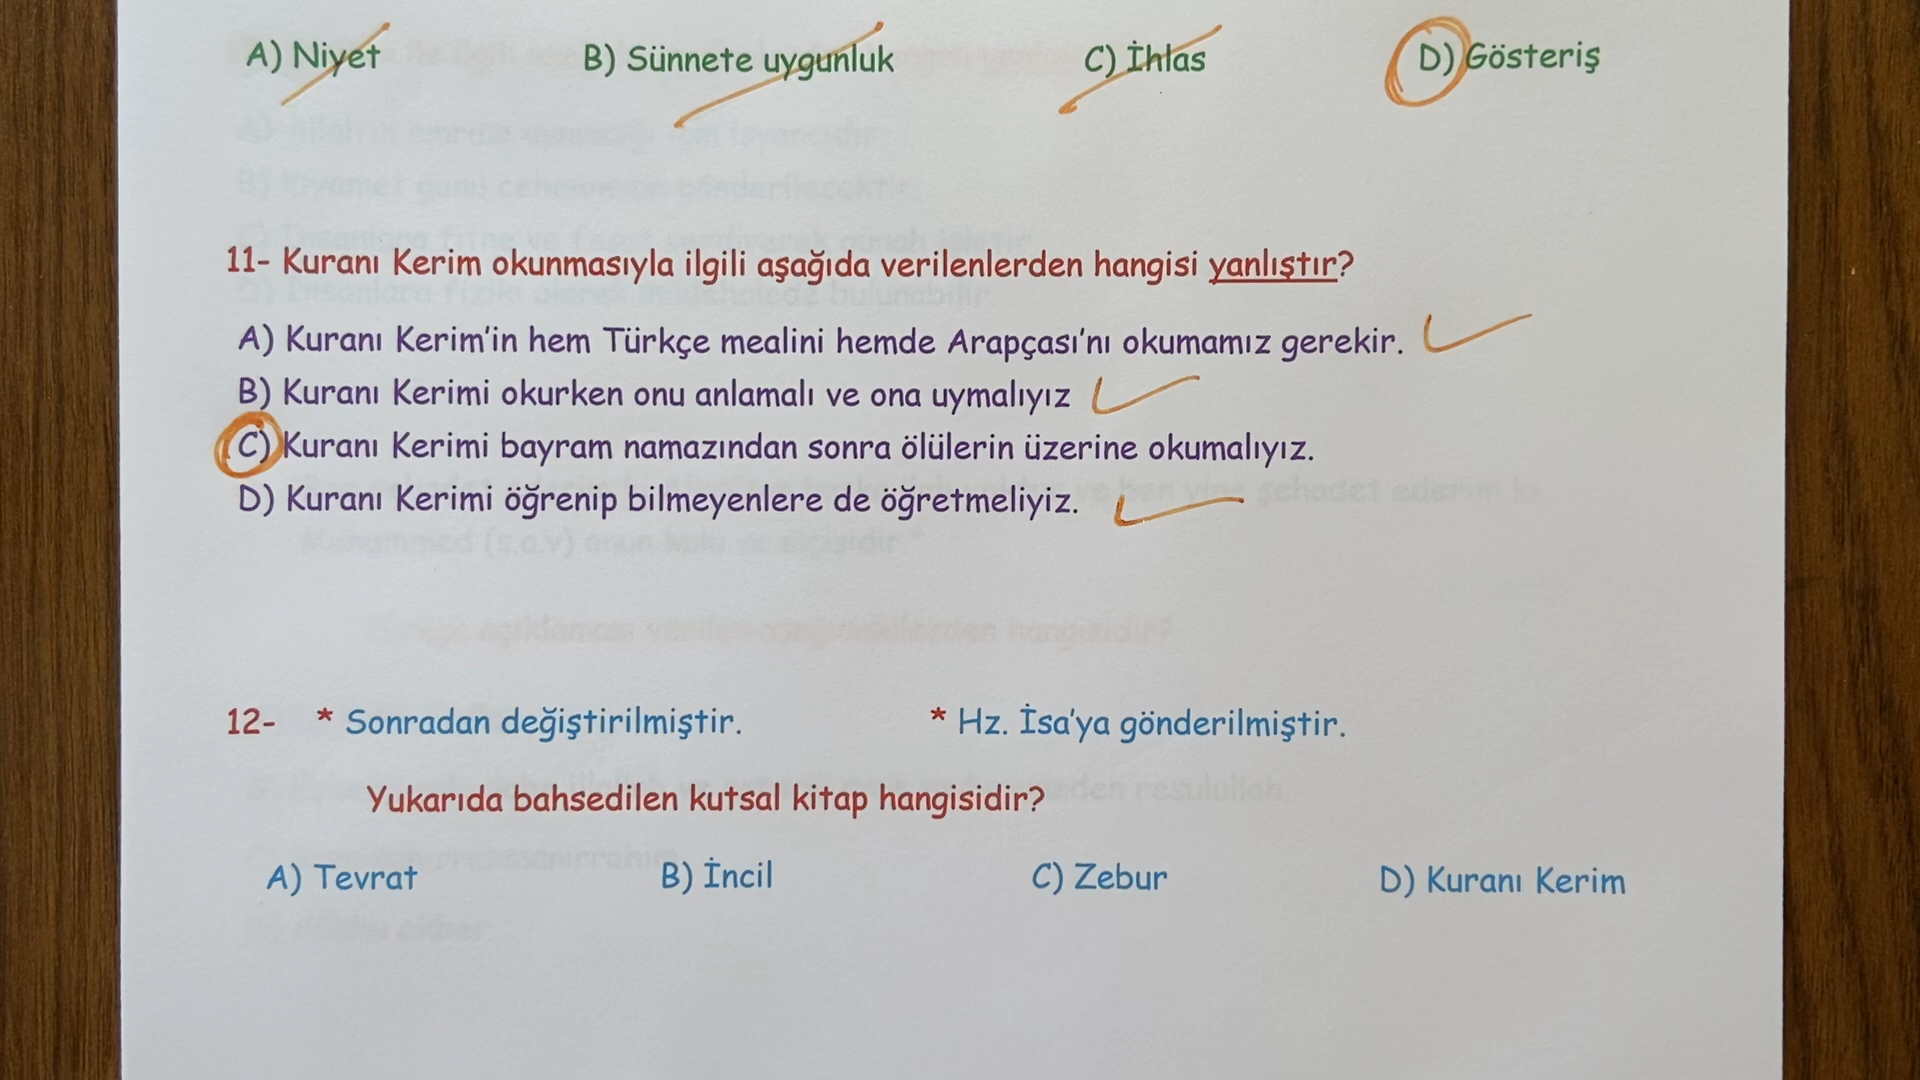 A) Niyet B) Sünnete uygunluk C) İhlas D) Gösteriş
11- Kuranı Kerim okunmasıyla ilgili aşağıda verilenlerden hangisi yanlıştır?
A) Kuranı Kerim'in hem Türkçe mealini hemde Arapçası'nı okumamız gerekir.
B) Kuranı Kerimi okurken onu anlamalı ve ona uymalıyız
C) Kuranı Kerimi bayram namazından sonra ölülerin üzerine okumalıyız.
D) Kuranı Kerimi öğrenip bilmeyenlere de öğretmeliyiz.
12- * Sonradan değiştirilmiştir. * Hz. İsa'ya gönderilmiştir.
Yukarıda bahsedilen kutsal kitap hangisidir?
A) Tevrat B) İncil C) Zebur D) Kuranı Kerim